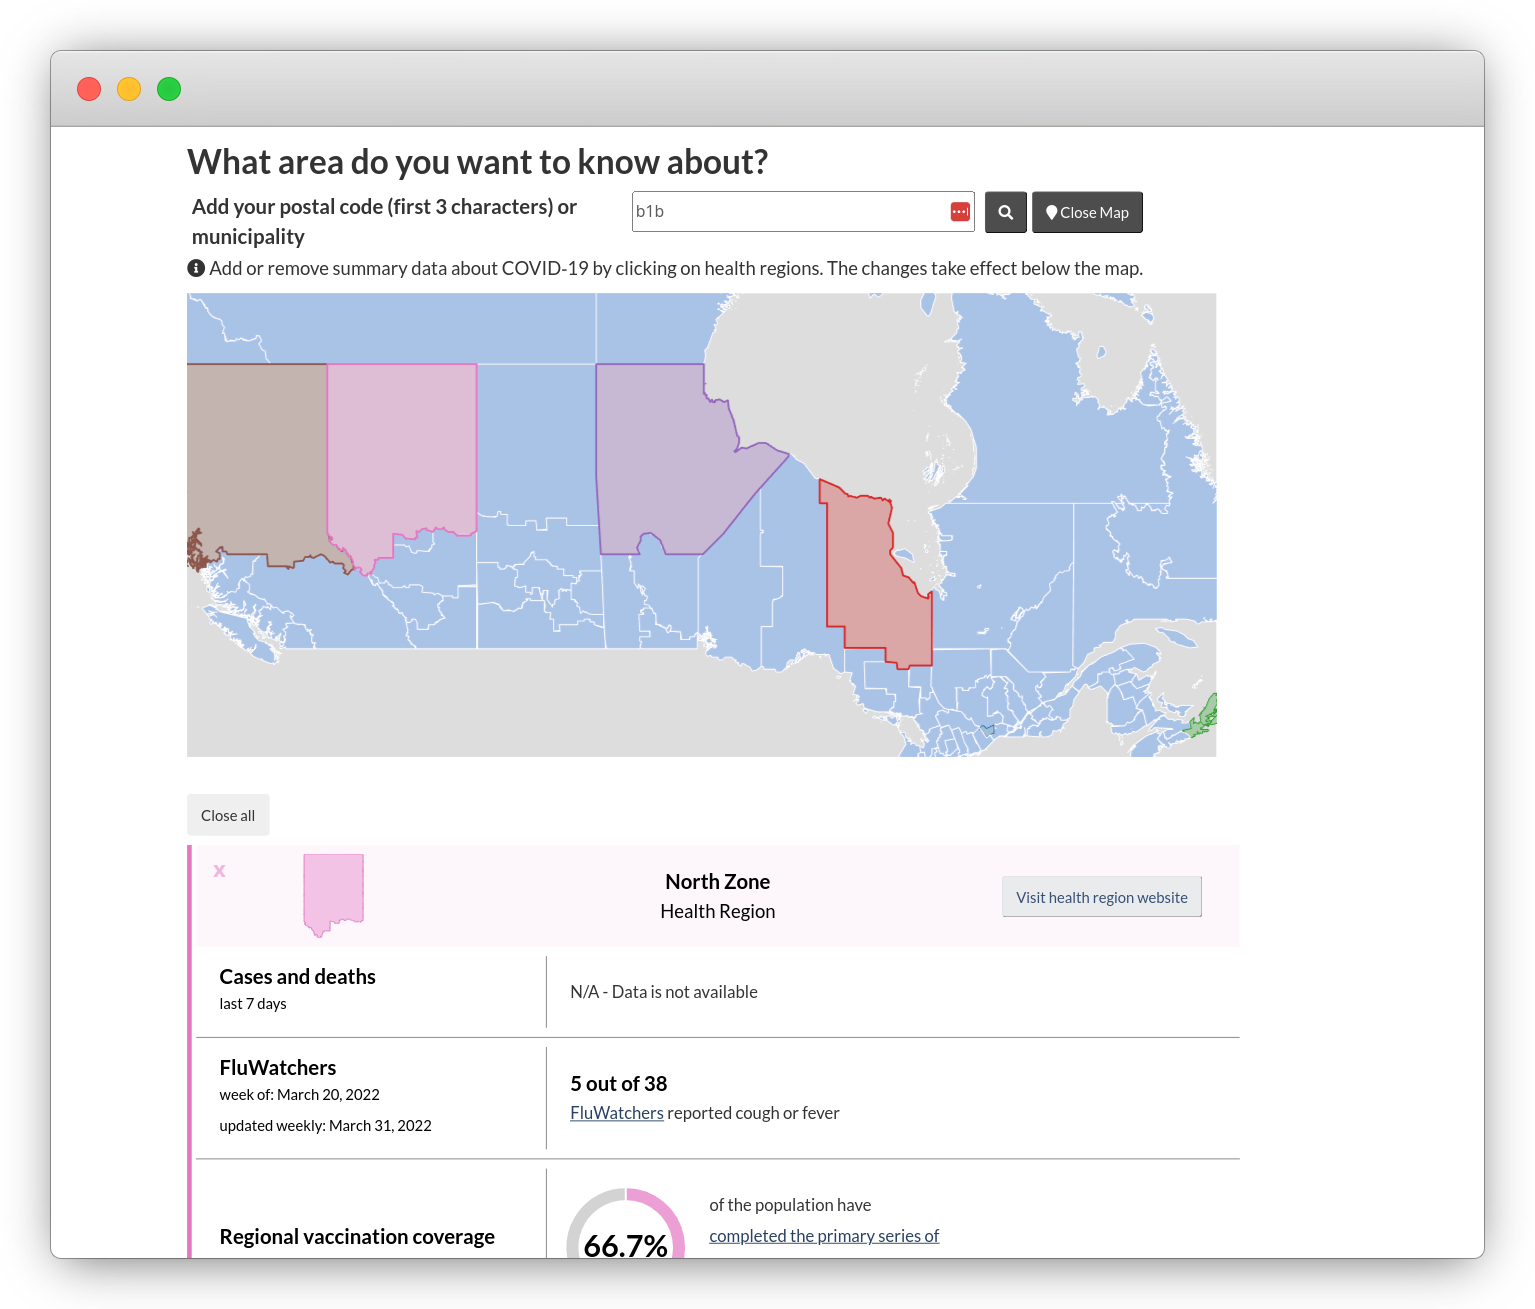 What area do you want to know about?
Add your postal code (first 3 characters) or
municipality
b1b
Close Map
Add or remove summary data about COVID-19 by clicking on health regions. The changes take effect below the map.
Close all
x
North Zone
Health Region
Visit health region website
Cases and deaths
last 7 days
N/A - Data is not available
FluWatchers
week of: March 20, 2022
updated weekly: March 31, 2022
5 out of 38
FluWatchers reported cough or fever
Regional vaccination coverage
66.7%
of the population have
completed the primary series of